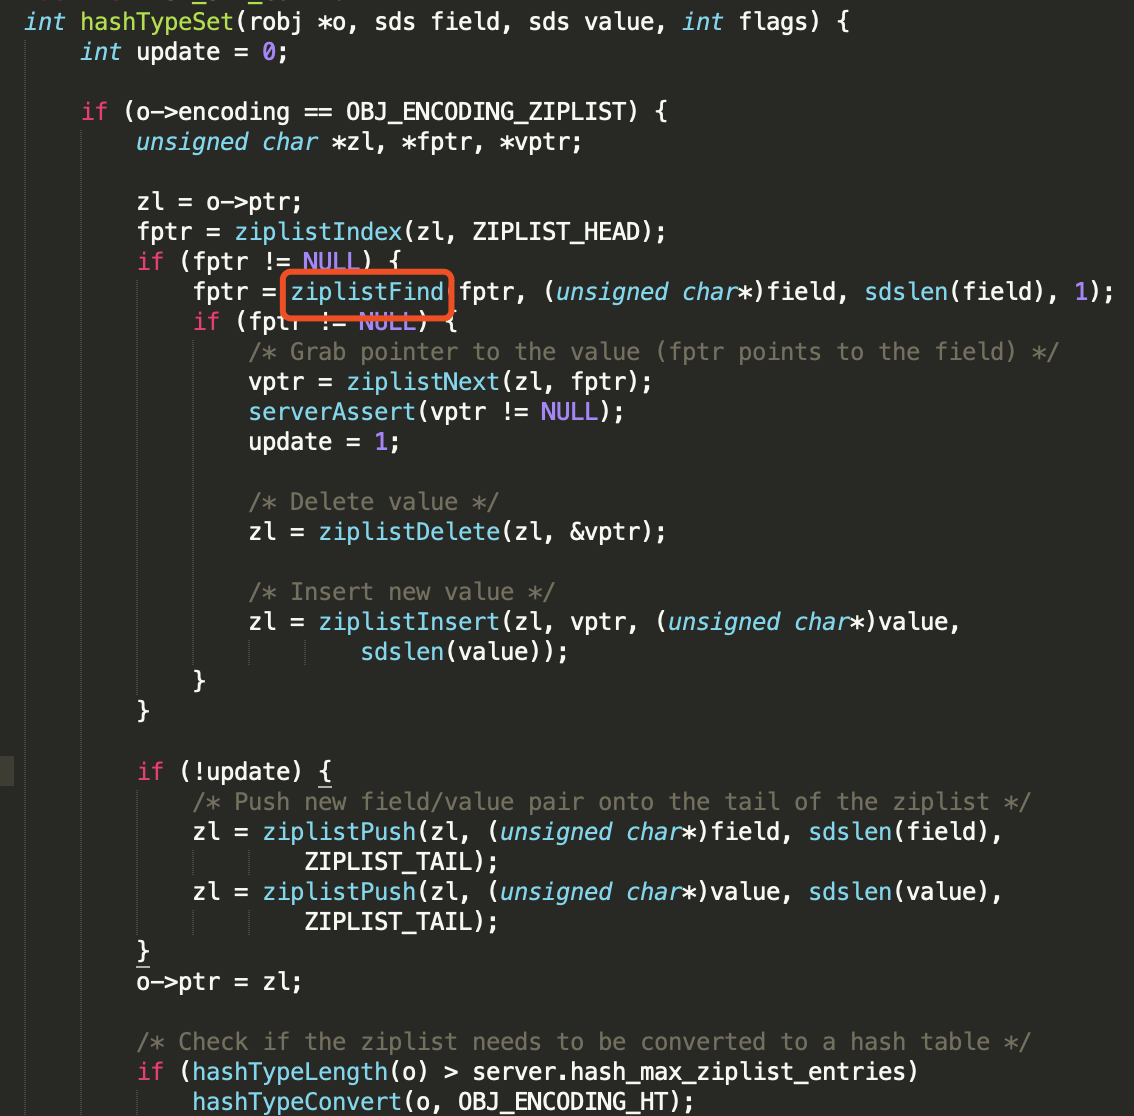 int hashTypeSet(robj *o, sds field, sds value, int flags) {
    int update = 0;

    if (o->encoding == OBJ_ENCODING_ZIPLIST) {
        unsigned char *zl, *fptr, *vptr;

        zl = o->ptr;
        fptr = ziplistIndex(zl, ZIPLIST_HEAD);
        if (fptr != NULL) {
            fptr = ziplistFind(fptr, (unsigned char*)field, sdslen(field), 1);
            if (fptr != NULL) {
                /* Grab pointer to the value (fptr points to the field) */
                vptr = ziplistNext(zl, fptr);
                serverAssert(vptr != NULL);
                update = 1;

                /* Delete value */
                zl = ziplistDelete(zl, &vptr);

                /* Insert new value */
                zl = ziplistInsert(zl, vptr, (unsigned char*)value,
                        sdslen(value));
            }
        }

        if (!update) {
            /* Push new field/value pair onto the tail of the ziplist */
            zl = ziplistPush(zl, (unsigned char*)field, sdslen(field),
                    ZIPLIST_TAIL);
            zl = ziplistPush(zl, (unsigned char*)value, sdslen(value),
                    ZIPLIST_TAIL);
        }
        o->ptr = zl;

        /* Check if the ziplist needs to be converted to a hash table */
        if (hashTypeLength(o) > server.hash_max_ziplist_entries)
            hashTypeConvert(o, OBJ_ENCODING_HT);